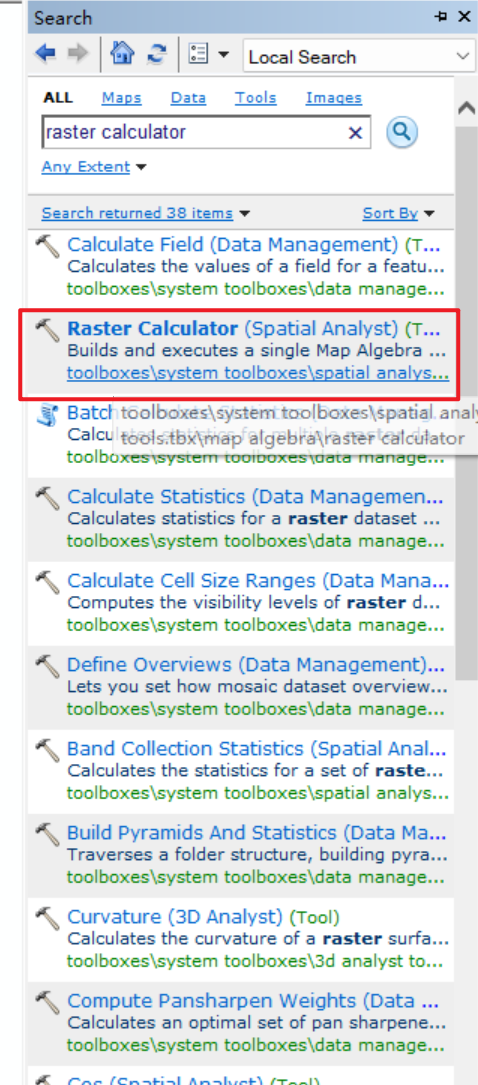 Search
Local Search
ALL Maps Data Tools Images
raster calculator
Any Extent
Search returned 38 items Sort By
Calculate Field (Data Management) (T...
Calculates the values of a field for a featu...
toolboxes\system toolboxes\data manage...
Raster Calculator (Spatial Analyst) (T...
Builds and executes a single Map Algebra ...
toolboxes\system toolboxes\spatial analys...
Batch
toolboxes\system toolboxes\spatial analy
Calcu
tools.tbx\map algebra\raster calculator
toolboxes\system toolboxes\data manage...
Calculate Statistics (Data Managemen...
Calculates statistics for a raster dataset ...
toolboxes\system toolboxes\data manage...
Calculate Cell Size Ranges (Data Mana...
Computes the visibility levels of raster d...
toolboxes\system toolboxes\data manage...
Define Overviews (Data Management)...
Lets you set how mosaic dataset overview...
toolboxes\system toolboxes\data manage...
Band Collection Statistics (Spatial Anal...
Calculates the statistics for a set of raste...
toolboxes\system toolboxes\spatial analys...
Build Pyramids And Statistics (Data Ma...
Traverses a folder structure, building pyra...
toolboxes\system toolboxes\data manage...
Curvature (3D Analyst) (Tool)
Calculates the curvature of a raster surfa...
toolboxes\system toolboxes\3d analyst to...
Compute Pansharpen Weights (Data ...
Calculates an optimal set of pan sharpene...
toolboxes\system toolboxes\data manage...
Cos (Spatial Analyst) (Tool)